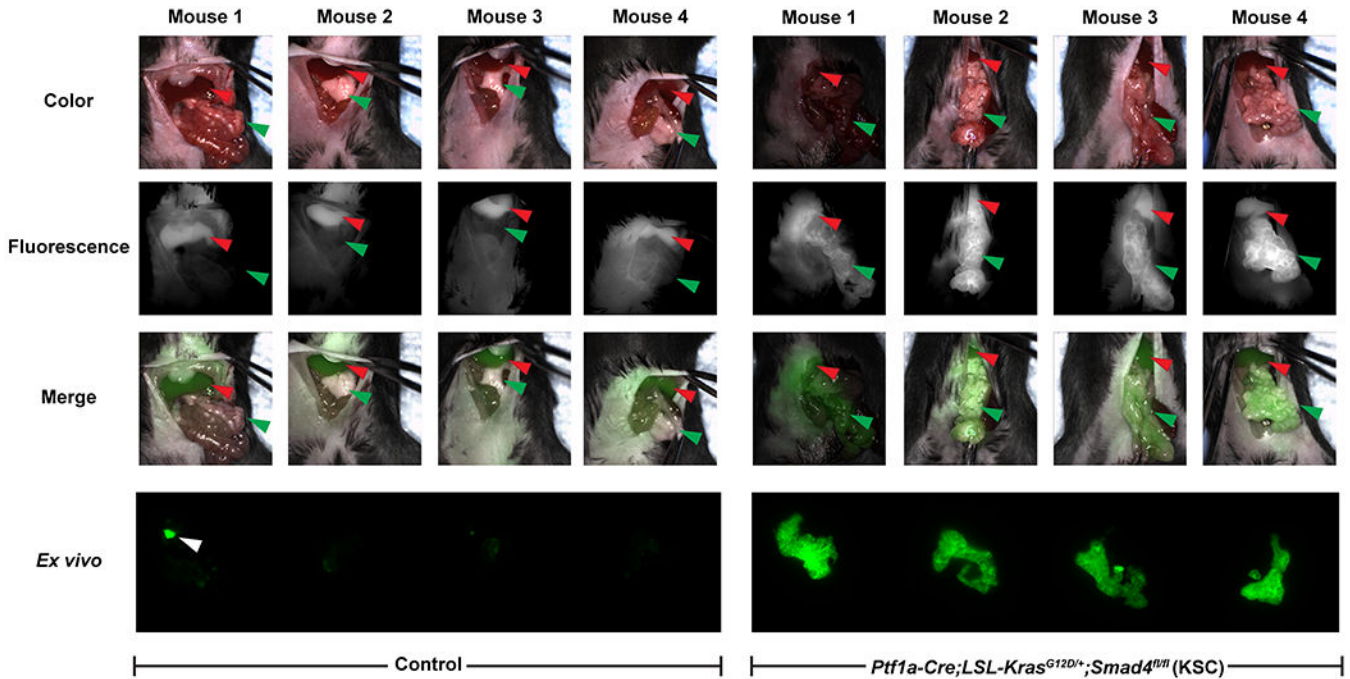 Mouse 1 Mouse 2 Mouse 3 Mouse 4 Mouse 1 Mouse 2 Mouse 3 Mouse 4
Color
Fluorescence
Merge
Ex vivo
Control Ptf1a-Cre;LSL-KrasG12D/+;Smad4fl/fl (KSC)